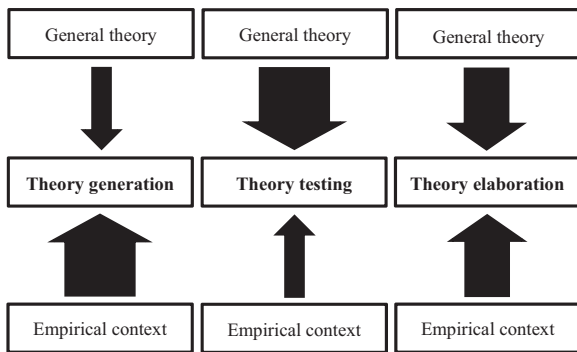 General theory
General theory
General theory
Theory generation
Theory testing
Theory elaboration
Empirical context
Empirical context
Empirical context